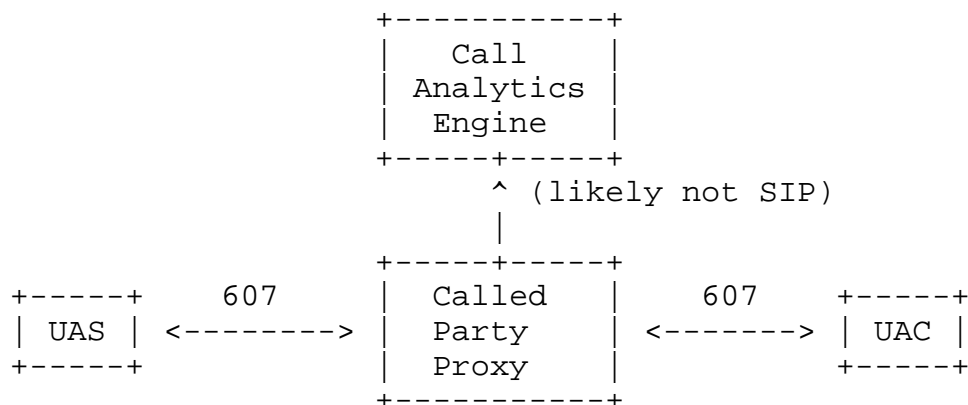 +-----------+
|   Call    |
| Analytics |
|  Engine   |
+-----+-----+
^ (likely not SIP)
|
+-----+-----+
+-----+    607      |  Called   |    607    +-----+
| UAS | <--------> |  Party    | <-------> | UAC |
+-----+             |  Proxy    |           +-----+
+-----------+